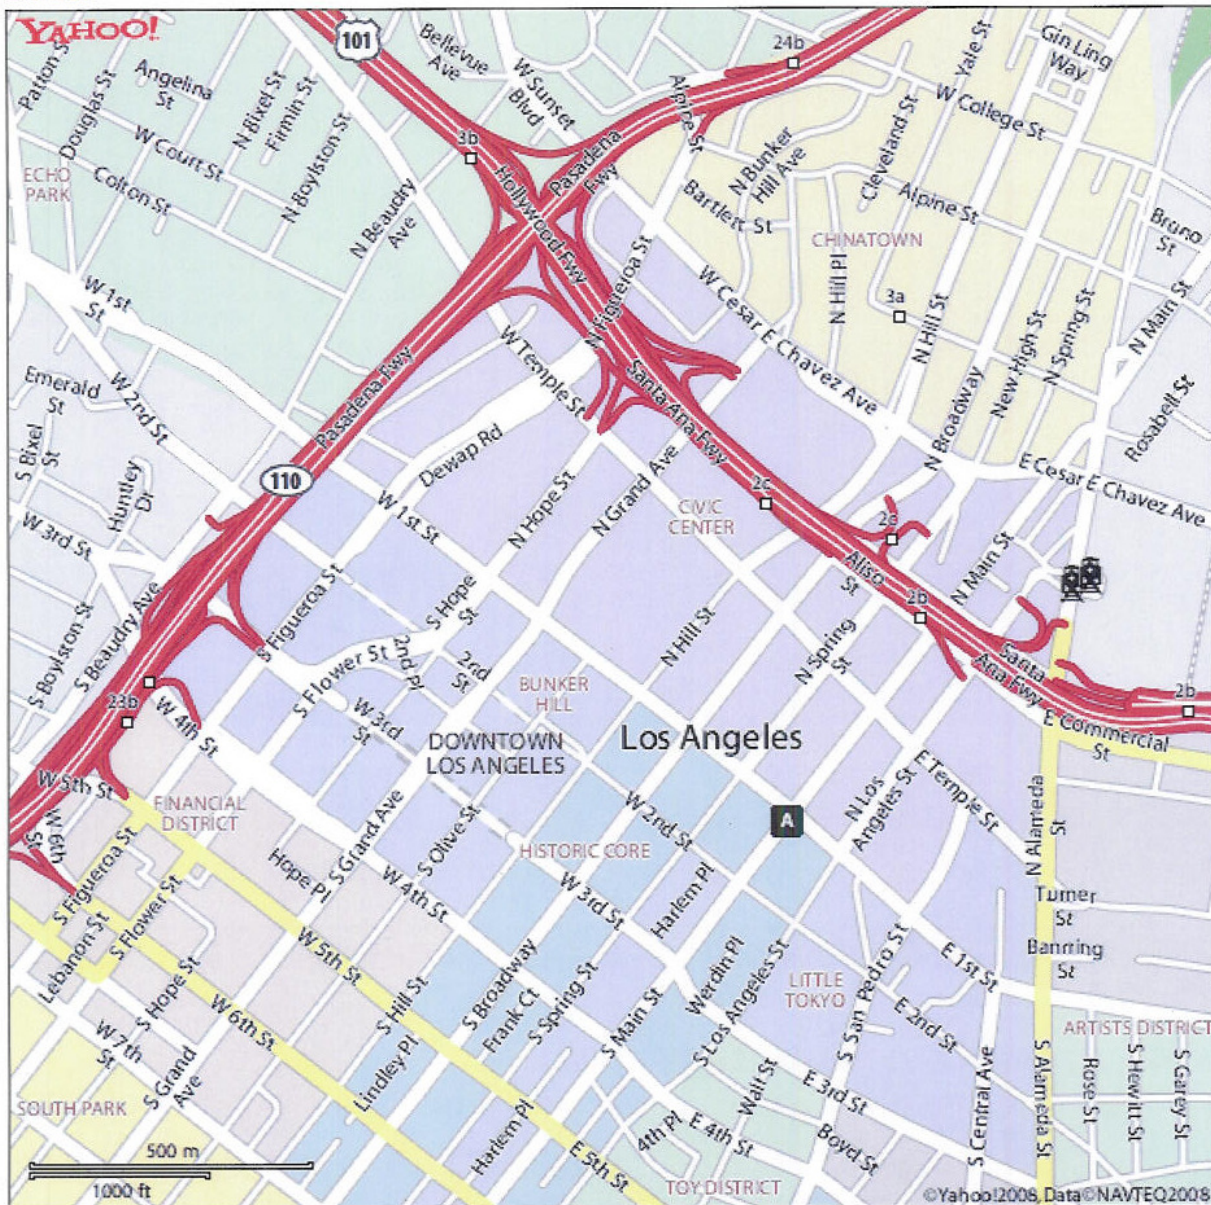 YAHOO!
101
Bellevue
Ave
W Sunset
Blvd
24b
Yale St
Gin Ling
Way
Patton St
Douglas St
Angelina
St
N Bixel St
Firmin St
Alpine St
W College St
3b
Pasadena
Fwy
Cleveland St
W Court St
N Boylston St
N Bunker
Hill Ave
ECHO
PARK
Colton St
Hollywood Fwy
Bartlett St
Alpine St
Bruno
St
N Beaudry
Ave
CHINATOWN
N Figueroa St
W Cesar E Chavez Ave
N Hill Pl
3a
N Hill St
N Spring St
N Main St
W 1st
St
W Temple St
New High St
Emerald
St
W 2nd St
Pasadena Fwy
Santa Ana Fwy
N Broadway
Rosabell St
S Bixel
St
Dewap Rd
110
Huntley
Dr
E Cesar E Chavez Ave
W 1st St
N Hope St
N Grand Ave
2c
CIVIC
CENTER
W 3rd St
Aliso
St
N Main St
S Figueroa St
S Hope
St
2b
S Boylston St
S Beaudry Ave
S Flower St
2nd Pl
2nd St
N Hill St
N Spring
St
Santa
Ana Fwy
BUNKER
HILL
2b
23b
W 4th St
W 3rd
St
Los Angeles
E Commercial
St
DOWNTOWN
LOS ANGELES
W 5th St
E Temple St
FINANCIAL
DISTRICT
N Los
Angeles St
A
W 6th
St
S Grand Ave
S Olive St
W 2nd St
N Alameda
St
HISTORIC CORE
S Figueroa St
Hope Pl
W 4th St
W 3rd St
Harlem Pl
Turner
St
S Flower St
Lebanon St
W 5th St
Banning
St
E 1st St
S Hope St
S Hill St
S Broadway
Frank Ct
S Spring St
S Main St
Werdin Pl
S Los Angeles St
LITTLE
TOKYO
S San Pedro St
E 2nd St
W 6th St
ARTISTS DISTRICT
W 7th
St
S Grand
Ave
Lindley Pl
Wall St
E 3rd St
S Central Ave
S Alameda St
Rose St
S Hewitt St
S Garey St
SOUTH PARK
Harlem Pl
E 5th St
4th Pl
E 4th St
Boyd St
500 m
1000 ft
TOY DISTRICT
©Yahoo!2008, Data©NAVTEQ2008